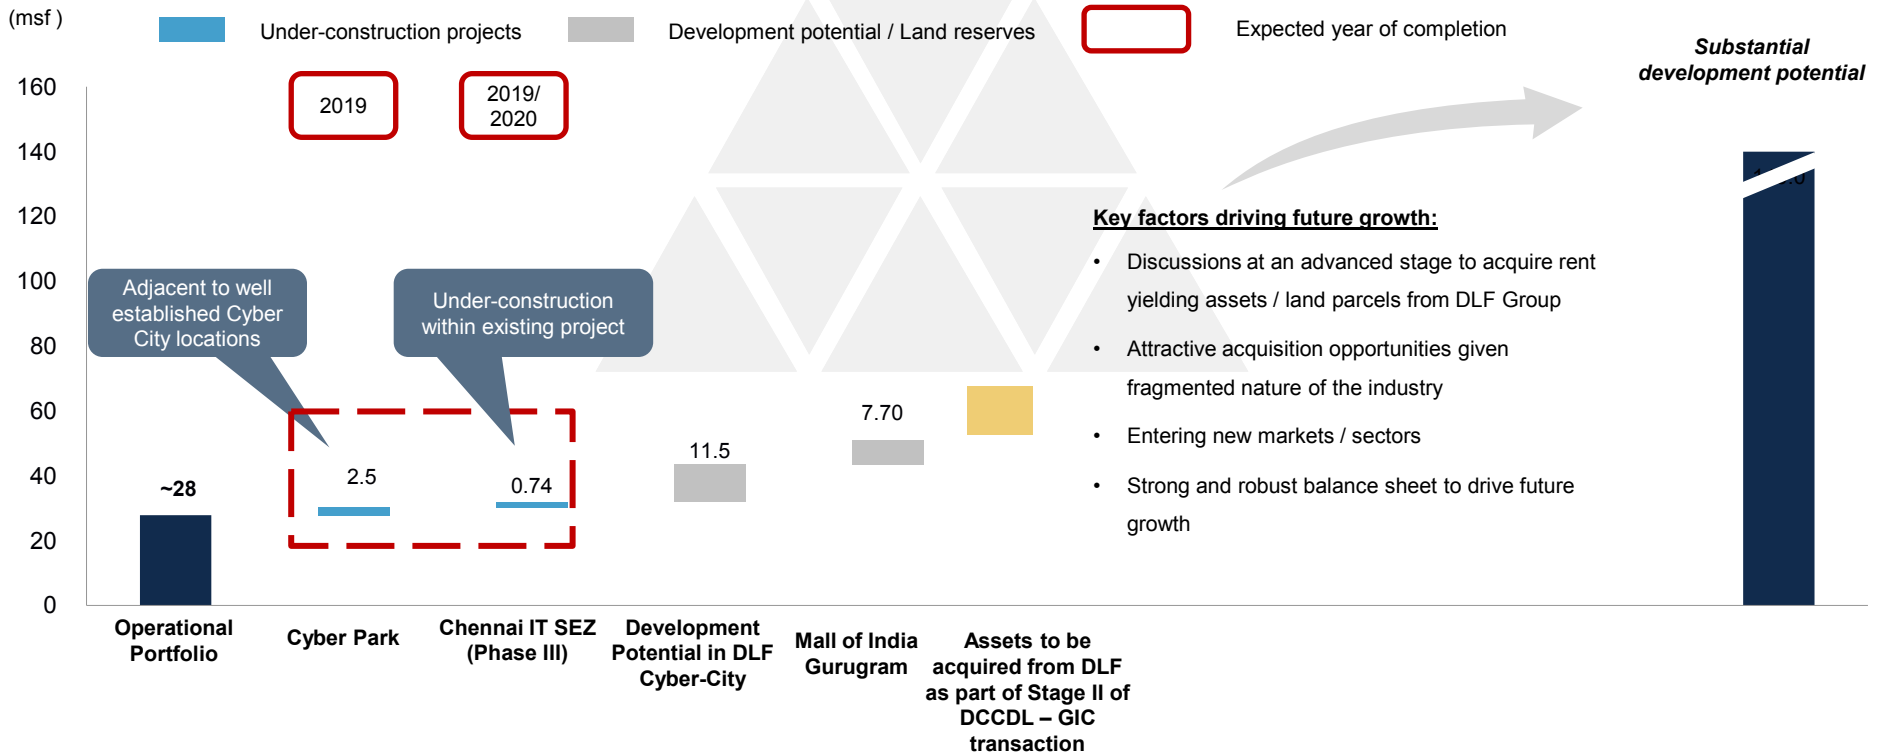 (msf )
Under-construction projects
Development potential / Land reserves
Expected year of completion
Substantial
development potential
160
140
120
100
80
60
40
20
0
2019
2019/
2020
Adjacent to well
established Cyber
City locations
Under-construction
within existing project
~28
2.5
0.74
11.5
7.70
Key factors driving future growth:
• Discussions at an advanced stage to acquire rent
yielding assets / land parcels from DLF Group
• Attractive acquisition opportunities given
fragmented nature of the industry
• Entering new markets / sectors
• Strong and robust balance sheet to drive future
growth
Operational
Portfolio
Cyber Park
Chennai IT SEZ
(Phase III)
Development
Potential in DLF
Cyber-City
Mall of India
Gurugram
Assets to be
acquired from DLF
as part of Stage II of
DCCDL – GIC
transaction